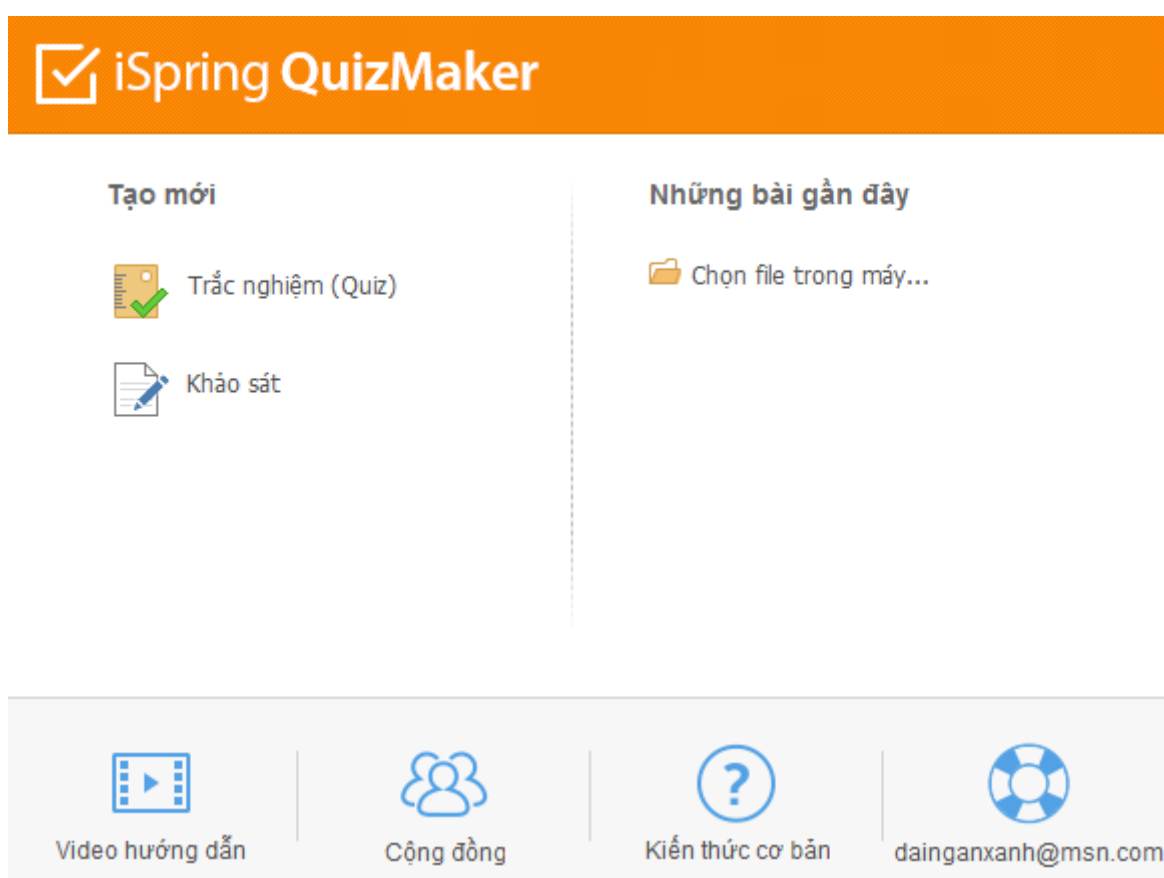 iSpring QuizMaker
Tạo mới
Trắc nghiệm (Quiz)
Khảo sát
Những bài gần đây
Chọn file trong máy...
Video hướng dẫn
Cộng đồng
Kiến thức cơ bản
dainganxanh@msn.com